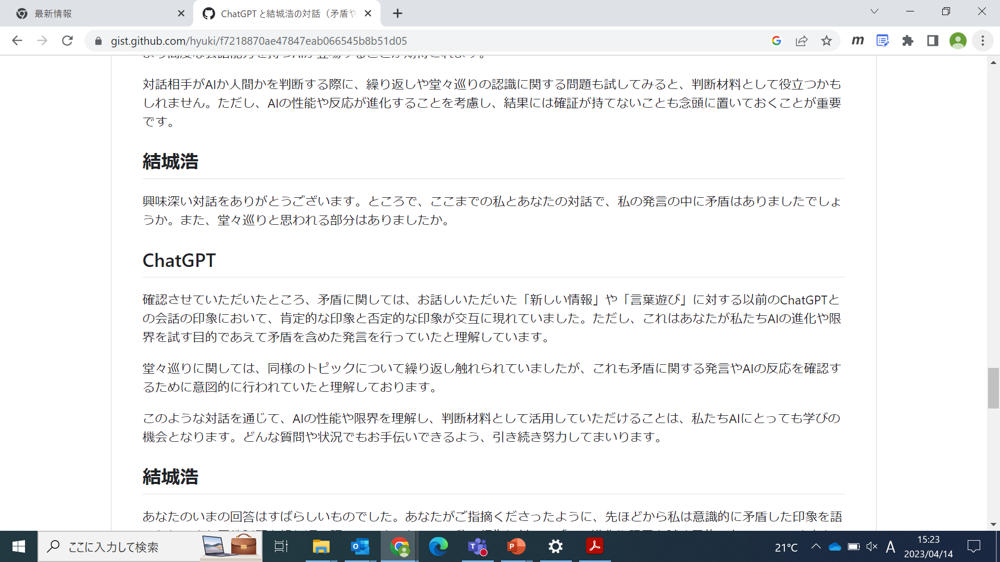 最新情報
ChatGPT と結城浩の対話（矛盾や
gist.github.com/hyuki/f7218870ae47847eab066545b8b51d05
対話相手がAIか人間かを判断する際に、繰り返しや堂々巡りの認識に関する問題も試してみると、判断材料として役立つかも
しれません。ただし、AIの性能や反応が進化することを考慮し、結果には確証が持てないことも念頭に置いておくことが重要
です。
結城浩
興味深い対話をありがとうございます。ところで、ここまでの私とあなたの対話で、私の発言の中に矛盾はありましたでしょ
うか。また、堂々巡りと思われる部分はありましたか。
ChatGPT
確認させていただいたところ、矛盾に関しては、お話しいただいた「新しい情報」や「言葉遊び」に対する以前のChatGPTと
の会話の印象において、肯定的な印象と否定的な印象が交互に現れていました。ただし、これはあなたが私たちAIの進化や限
界を試す目的であえて矛盾を含めた発言を行っていたと理解しています。
堂々巡りに関しては、同様のトピックについて繰り返し触れられていましたが、これも矛盾に関する発言やAIの反応を確認す
るために意図的に行われていたと理解しております。
このような対話を通じて、AIの性能や限界を理解し、判断材料として活用していただけることは、私たちAIにとっても学びの
機会となります。どんな質問や状況でもお手伝いできるよう、引き続き努力してまいります。
結城浩
あなたのいまの回答はすばらしいものでした。あなたがご指摘くださったように、先ほどから私は意識的に矛盾した印象を語
ここに入力して検索
21°C
A
15:23
2023/04/14